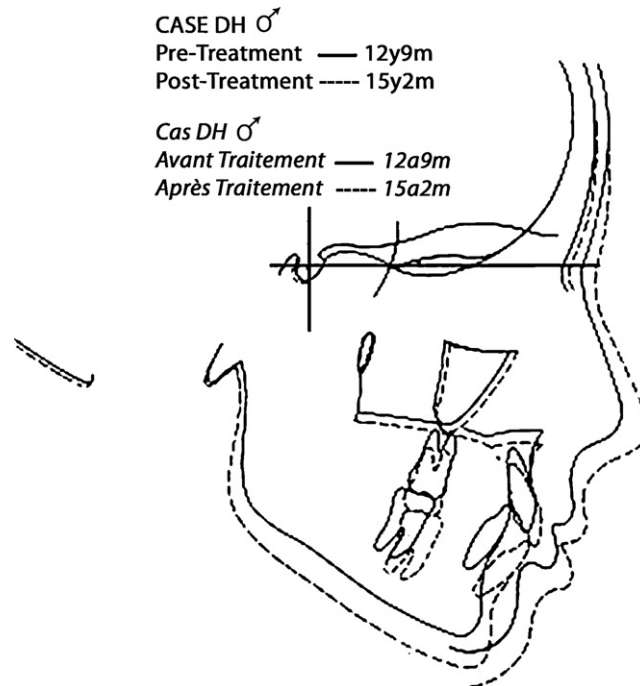 CASE DH ♂
Pre-Treatment —— 12y9m
Post-Treatment ----- 15y2m
Cas DH ♂
Avant Traitement —— 12a9m
Après Traitement ----- 15a2m